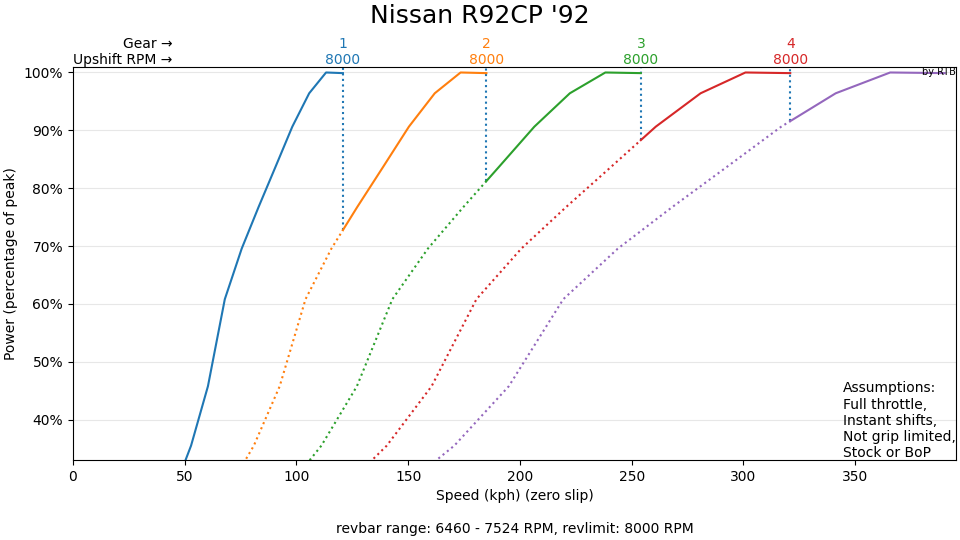 Nissan R92CP '92
Gear → 1 2 3 4
Upshift RPM → 8000 8000 8000 8000
by RTB
100%
90%
80%
70%
60%
50%
40%
Power (percentage of peak)
Assumptions:
Full throttle,
Instant shifts,
Not grip limited,
Stock or BoP
0 50 100 150 200 250 300 350
Speed (kph) (zero slip)
revbar range: 6460 - 7524 RPM, revlimit: 8000 RPM